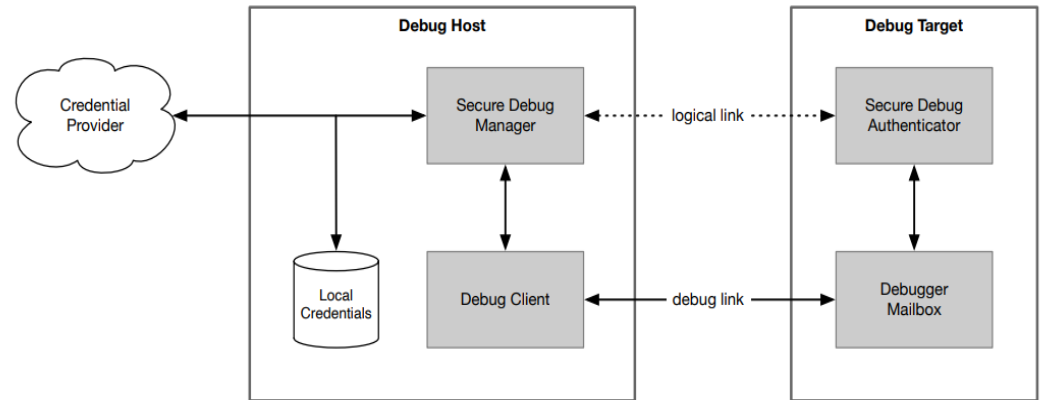 Debug Host
Debug Target
Credential
Provider
Secure Debug
Manager
logical link
Secure Debug
Authenticator
Local
Credentials
Debug Client
debug link
Debugger
Mailbox